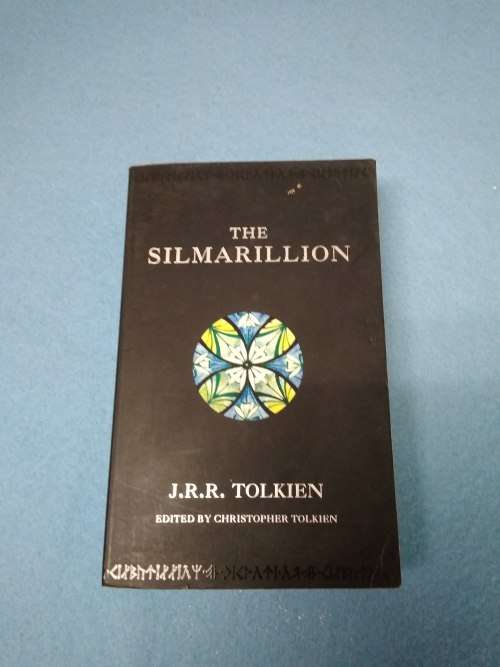 THE
SILMARILLION
J.R.R. TOLKIEN
EDITED BY CHRISTOPHER TOLKIEN